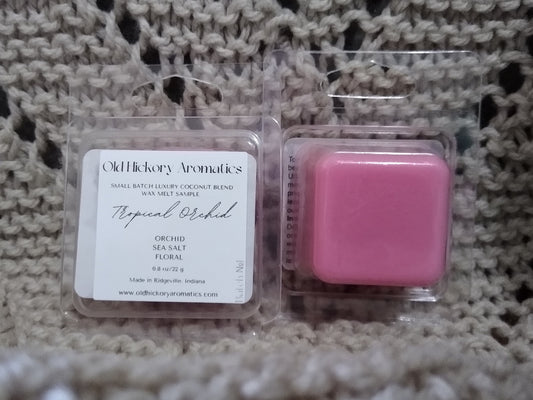 Old Hickory Aromatics
SMALL BATCH LUXURY COCONUT BLEND
WAX MELT SAMPLE
Tropical Orchid
ORCHID
SEA SALT
FLORAL
0.8 oz/22 g
Made in Ridgeville, Indiana
www.oldhickoryaromatics.com